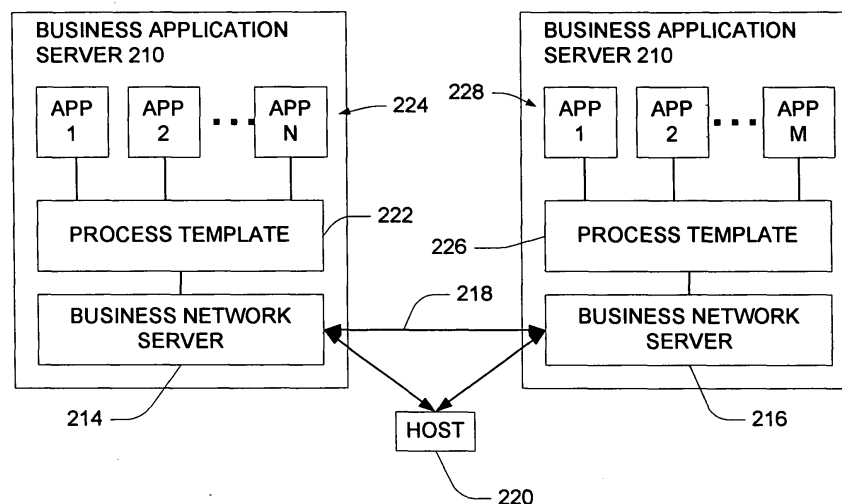 BUSINESS APPLICATION
SERVER 210
APP
1
APP
2
APP
N
224
PROCESS TEMPLATE
222
BUSINESS NETWORK
SERVER
214
218
HOST
220
BUSINESS APPLICATION
SERVER 210
228
APP
1
APP
2
APP
M
PROCESS TEMPLATE
226
BUSINESS NETWORK
SERVER
216